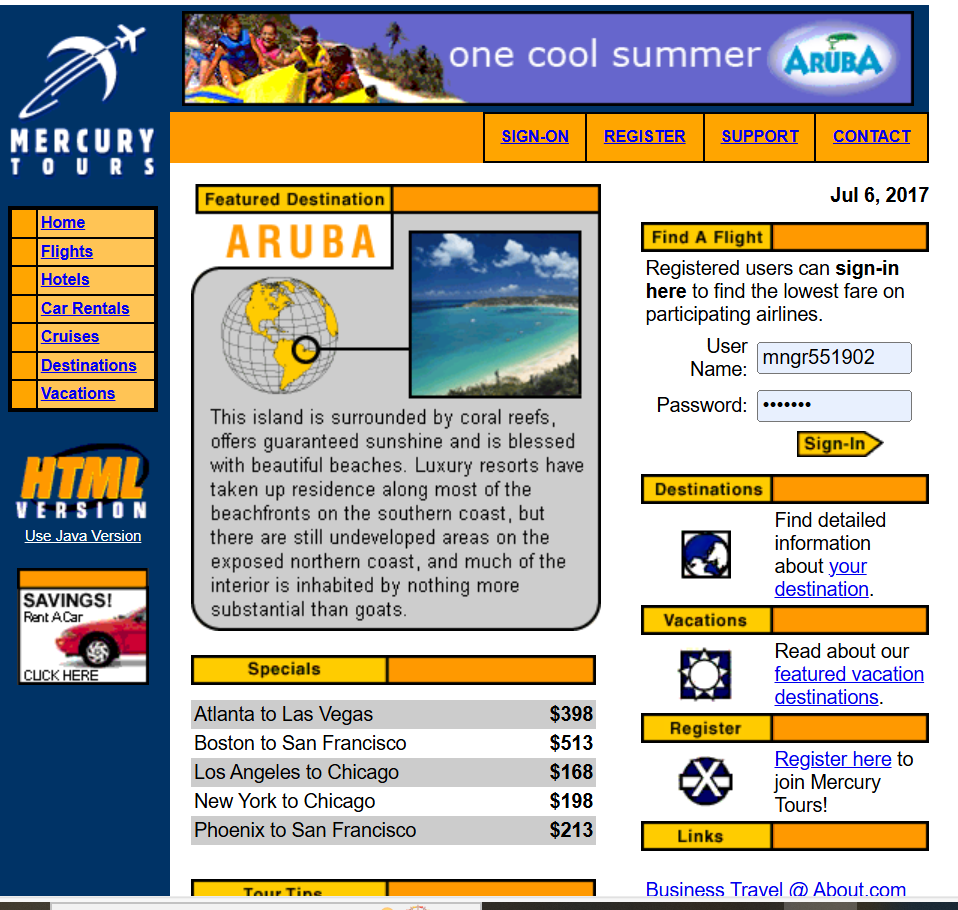 one cool summer ARUBA
MERCURY
TOURS
SIGN-ON REGISTER SUPPORT CONTACT
Jul 6, 2017
Home
Flights
Hotels
Car Rentals
Cruises
Destinations
Vacations
HTML
VERSION
Use Java Version
SAVINGS!
Rent A Car
CLICK HERE
Featured Destination
ARUBA
This island is surrounded by coral reefs,
offers guaranteed sunshine and is blessed
with beautiful beaches. Luxury resorts have
taken up residence along most of the
beachfronts on the southern coast, but
there are still undeveloped areas on the
exposed northern coast, and much of the
interior is inhabited by nothing more
substantial than goats.
Specials
Atlanta to Las Vegas $398
Boston to San Francisco $513
Los Angeles to Chicago $168
New York to Chicago $198
Phoenix to San Francisco $213
Tour Tips
Find A Flight
Registered users can sign-in
here to find the lowest fare on
participating airlines.
User
Name: mngr551902
Password: •••••••
Sign-In
Destinations
Find detailed
information
about your
destination.
Vacations
Read about our
featured vacation
destinations.
Register
Register here to
join Mercury
Tours!
Links
Business Travel @ About.com